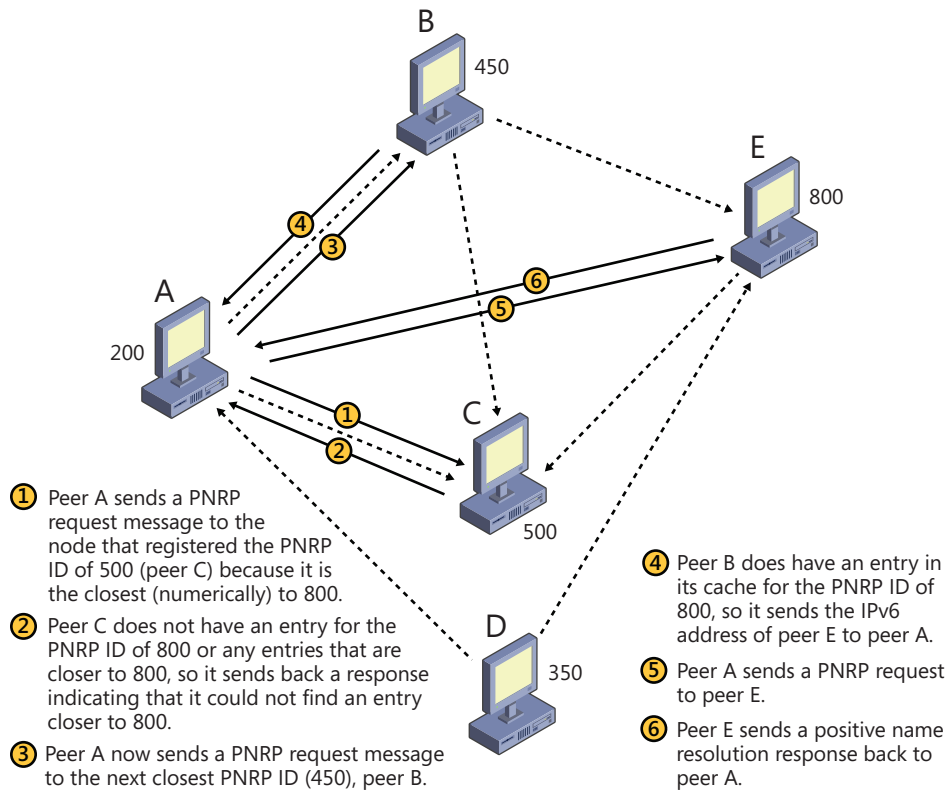 B
450
E
800
4
3
A
6
5
200
1
C
2
500
1 Peer A sends a PNRP
request message to the
node that registered the PNRP
ID of 500 (peer C) because it is
the closest (numerically) to 800.
2 Peer C does not have an entry for the
PNRP ID of 800 or any entries that are
closer to 800, so it sends back a response
indicating that it could not find an entry
closer to 800.
3 Peer A now sends a PNRP request message
to the next closest PNRP ID (450), peer B.
D
350
4 Peer B does have an entry in
its cache for the PNRP ID of
800, so it sends the IPv6
address of peer E to peer A.
5 Peer A sends a PNRP request
to peer E.
6 Peer E sends a positive name
resolution response back to
peer A.